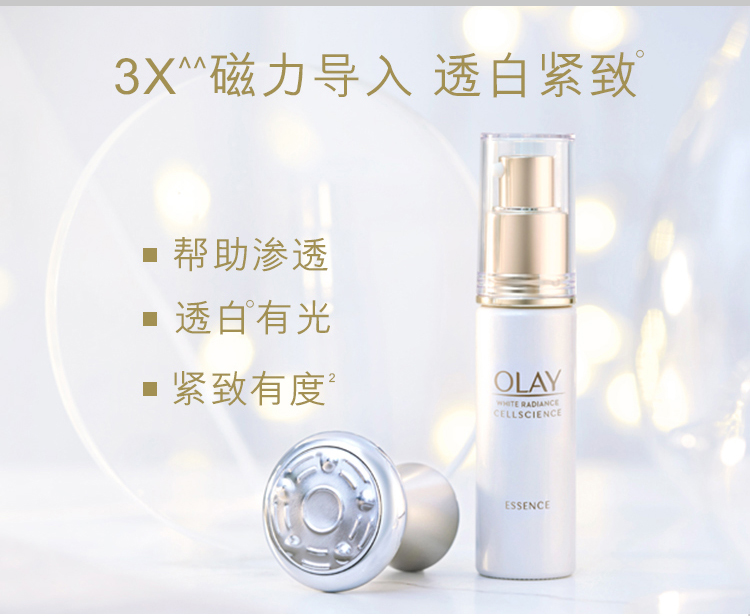 3X^^磁力导入 透白紧致°
■ 帮助渗透
■ 透白°有光
■ 紧致有度²
OLAY
WHITE RADIANCE
CELLSCIENCE
ESSENCE